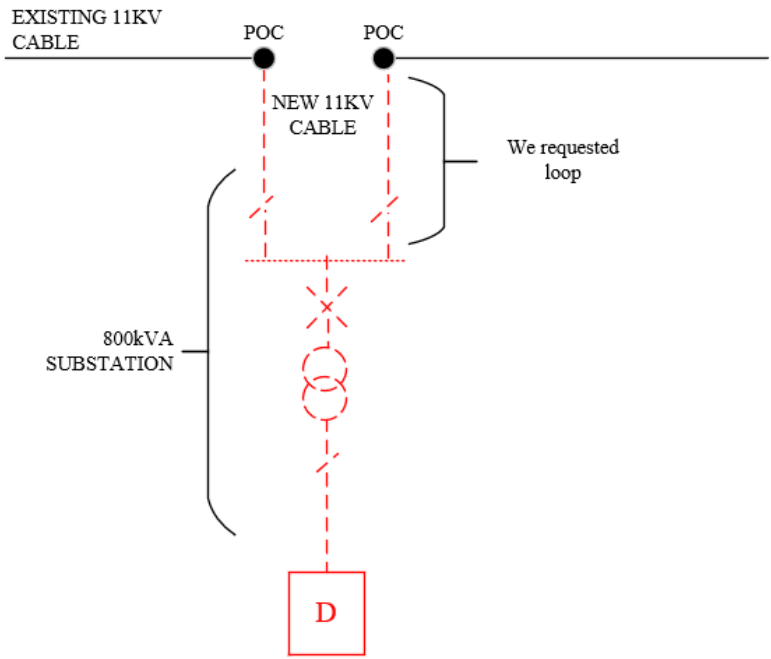 EXISTING 11KV
CABLE
POC
POC
NEW 11KV
CABLE
We requested
loop
800kVA
SUBSTATION
D